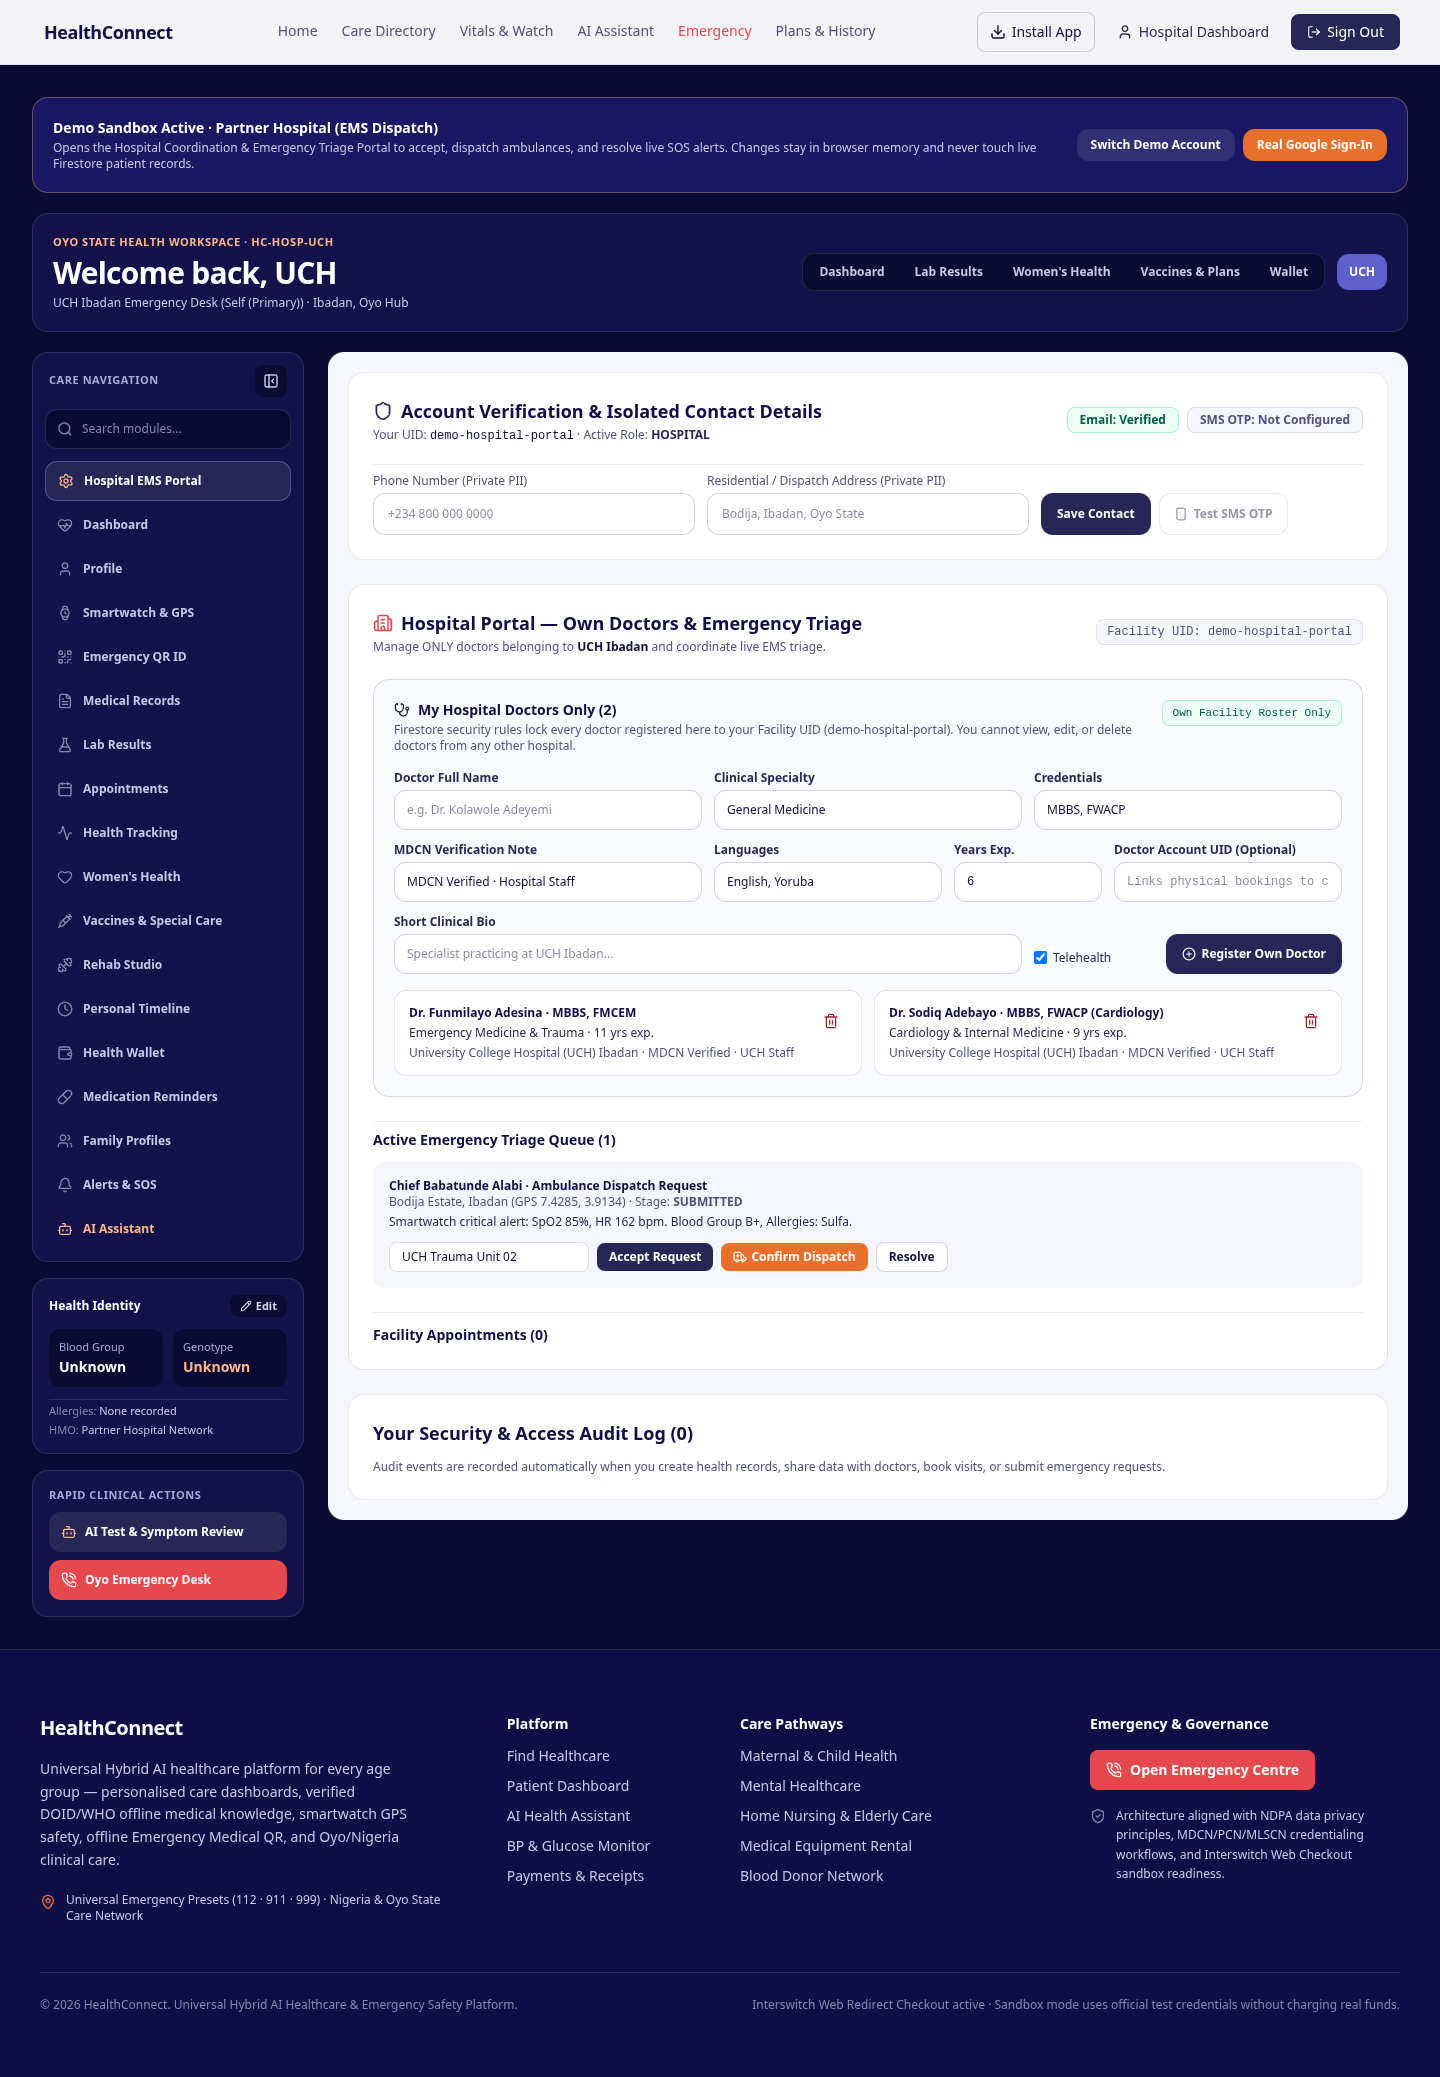 HealthConnect
Home
Care Directory
Vitals & Watch
AI Assistant
Emergency
Plans & History
Install App
Hospital Dashboard
Sign Out
Demo Sandbox Active · Partner Hospital (EMS Dispatch)
Opens the Hospital Coordination & Emergency Triage Portal to accept, dispatch ambulances, and resolve live SOS alerts. Changes stay in browser memory and never touch live
Firestore patient records.
Switch Demo Account
Real Google Sign-In
OYO STATE HEALTH WORKSPACE · HC-HOSP-UCH
Welcome back, UCH
UCH Ibadan Emergency Desk (Self (Primary)) · Ibadan, Oyo Hub
Dashboard
Lab Results
Women's Health
Vaccines & Plans
Wallet
UCH
CARE NAVIGATION
Search modules...
Hospital EMS Portal
Dashboard
Profile
Smartwatch & GPS
Emergency QR ID
Medical Records
Lab Results
Appointments
Health Tracking
Women's Health
Vaccines & Special Care
Rehab Studio
Personal Timeline
Health Wallet
Medication Reminders
Family Profiles
Alerts & SOS
AI Assistant
Health Identity
Edit
Blood Group
Unknown
Genotype
Unknown
Allergies: None recorded
HMO: Partner Hospital Network
RAPID CLINICAL ACTIONS
AI Test & Symptom Review
Oyo Emergency Desk
Account Verification & Isolated Contact Details
Your UID: demo-hospital-portal · Active Role: HOSPITAL
Email: Verified
SMS OTP: Not Configured
Phone Number (Private PII)
+234 800 000 0000
Residential / Dispatch Address (Private PII)
Bodija, Ibadan, Oyo State
Save Contact
Test SMS OTP
Hospital Portal — Own Doctors & Emergency Triage
Manage ONLY doctors belonging to UCH Ibadan and coordinate live EMS triage.
Facility UID: demo-hospital-portal
My Hospital Doctors Only (2)
Firestore security rules lock every doctor registered here to your Facility UID (demo-hospital-portal). You cannot view, edit, or delete
doctors from any other hospital.
Own Facility Roster Only
Doctor Full Name
e.g. Dr. Kolawole Adeyemi
Clinical Specialty
General Medicine
Credentials
MBBS, FWACP
MDCN Verification Note
MDCN Verified · Hospital Staff
Languages
English, Yoruba
Years Exp.
6
Doctor Account UID (Optional)
Links physical bookings to c
Short Clinical Bio
Specialist practicing at UCH Ibadan...
Telehealth
Register Own Doctor
Dr. Funmilayo Adesina · MBBS, FMCEM
Emergency Medicine & Trauma · 11 yrs exp.
University College Hospital (UCH) Ibadan · MDCN Verified · UCH Staff
Dr. Sodiq Adebayo · MBBS, FWACP (Cardiology)
Cardiology & Internal Medicine · 9 yrs exp.
University College Hospital (UCH) Ibadan · MDCN Verified · UCH Staff
Active Emergency Triage Queue (1)
Chief Babatunde Alabi · Ambulance Dispatch Request
Bodija Estate, Ibadan (GPS 7.4285, 3.9134) · Stage: SUBMITTED
Smartwatch critical alert: SpO2 85%, HR 162 bpm. Blood Group B+, Allergies: Sulfa.
UCH Trauma Unit 02
Accept Request
Confirm Dispatch
Resolve
Facility Appointments (0)
Your Security & Access Audit Log (0)
Audit events are recorded automatically when you create health records, share data with doctors, book visits, or submit emergency requests.
HealthConnect
Universal Hybrid AI healthcare platform for every age
group — personalised care dashboards, verified
DOID/WHO offline medical knowledge, smartwatch GPS
safety, offline Emergency Medical QR, and Oyo/Nigeria
clinical care.
Universal Emergency Presets (112 · 911 · 999) · Nigeria & Oyo State
Care Network
Platform
Find Healthcare
Patient Dashboard
AI Health Assistant
BP & Glucose Monitor
Payments & Receipts
Care Pathways
Maternal & Child Health
Mental Healthcare
Home Nursing & Elderly Care
Medical Equipment Rental
Blood Donor Network
Emergency & Governance
Open Emergency Centre
Architecture aligned with NDPA data privacy
principles, MDCN/PCN/MLSCN credentialing
workflows, and Interswitch Web Checkout
sandbox readiness.
© 2026 HealthConnect. Universal Hybrid AI Healthcare & Emergency Safety Platform.
Interswitch Web Redirect Checkout active · Sandbox mode uses official test credentials without charging real funds.